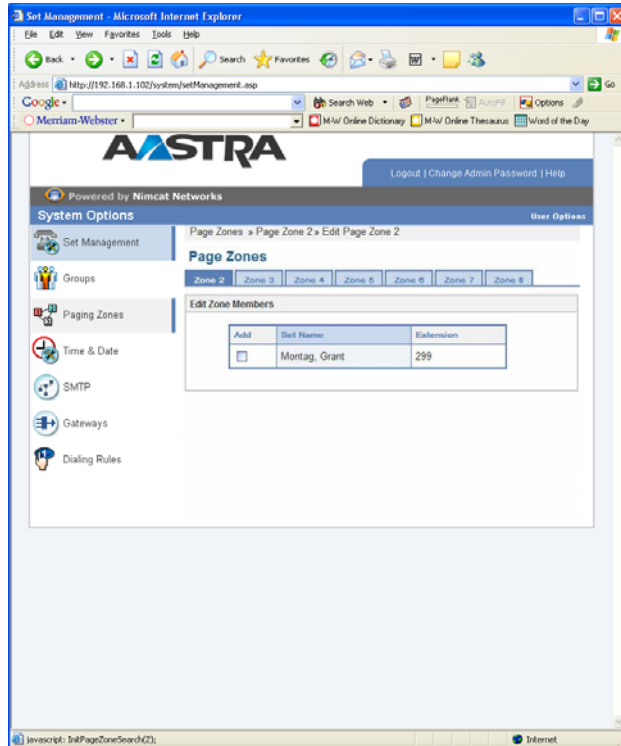 Set Management - Microsoft Internet Explorer
File Edit View Favorites Tools Help
Back Search Favorites
Address http://192.168.1.102/system/setManagement.asp Go
Google Search Web PageRank AutoFill Options
Merriam-Webster M-W Online Dictionary M-W Online Thesaurus Word of the Day
AASTRA
Logout | Change Admin Password | Help
Powered by Nimcat Networks
System Options User Options
Set Management
Groups
Paging Zones
Time & Date
SMTP
Gateways
Dialing Rules
Page Zones » Page Zone 2 » Edit Page Zone 2
Page Zones
Zone 2 Zone 3 Zone 4 Zone 5 Zone 6 Zone 7 Zone 8
Edit Zone Members
Add Set Name Extension
Montag, Grant 299
javascript: InitPageZoneSearch(2); Internet